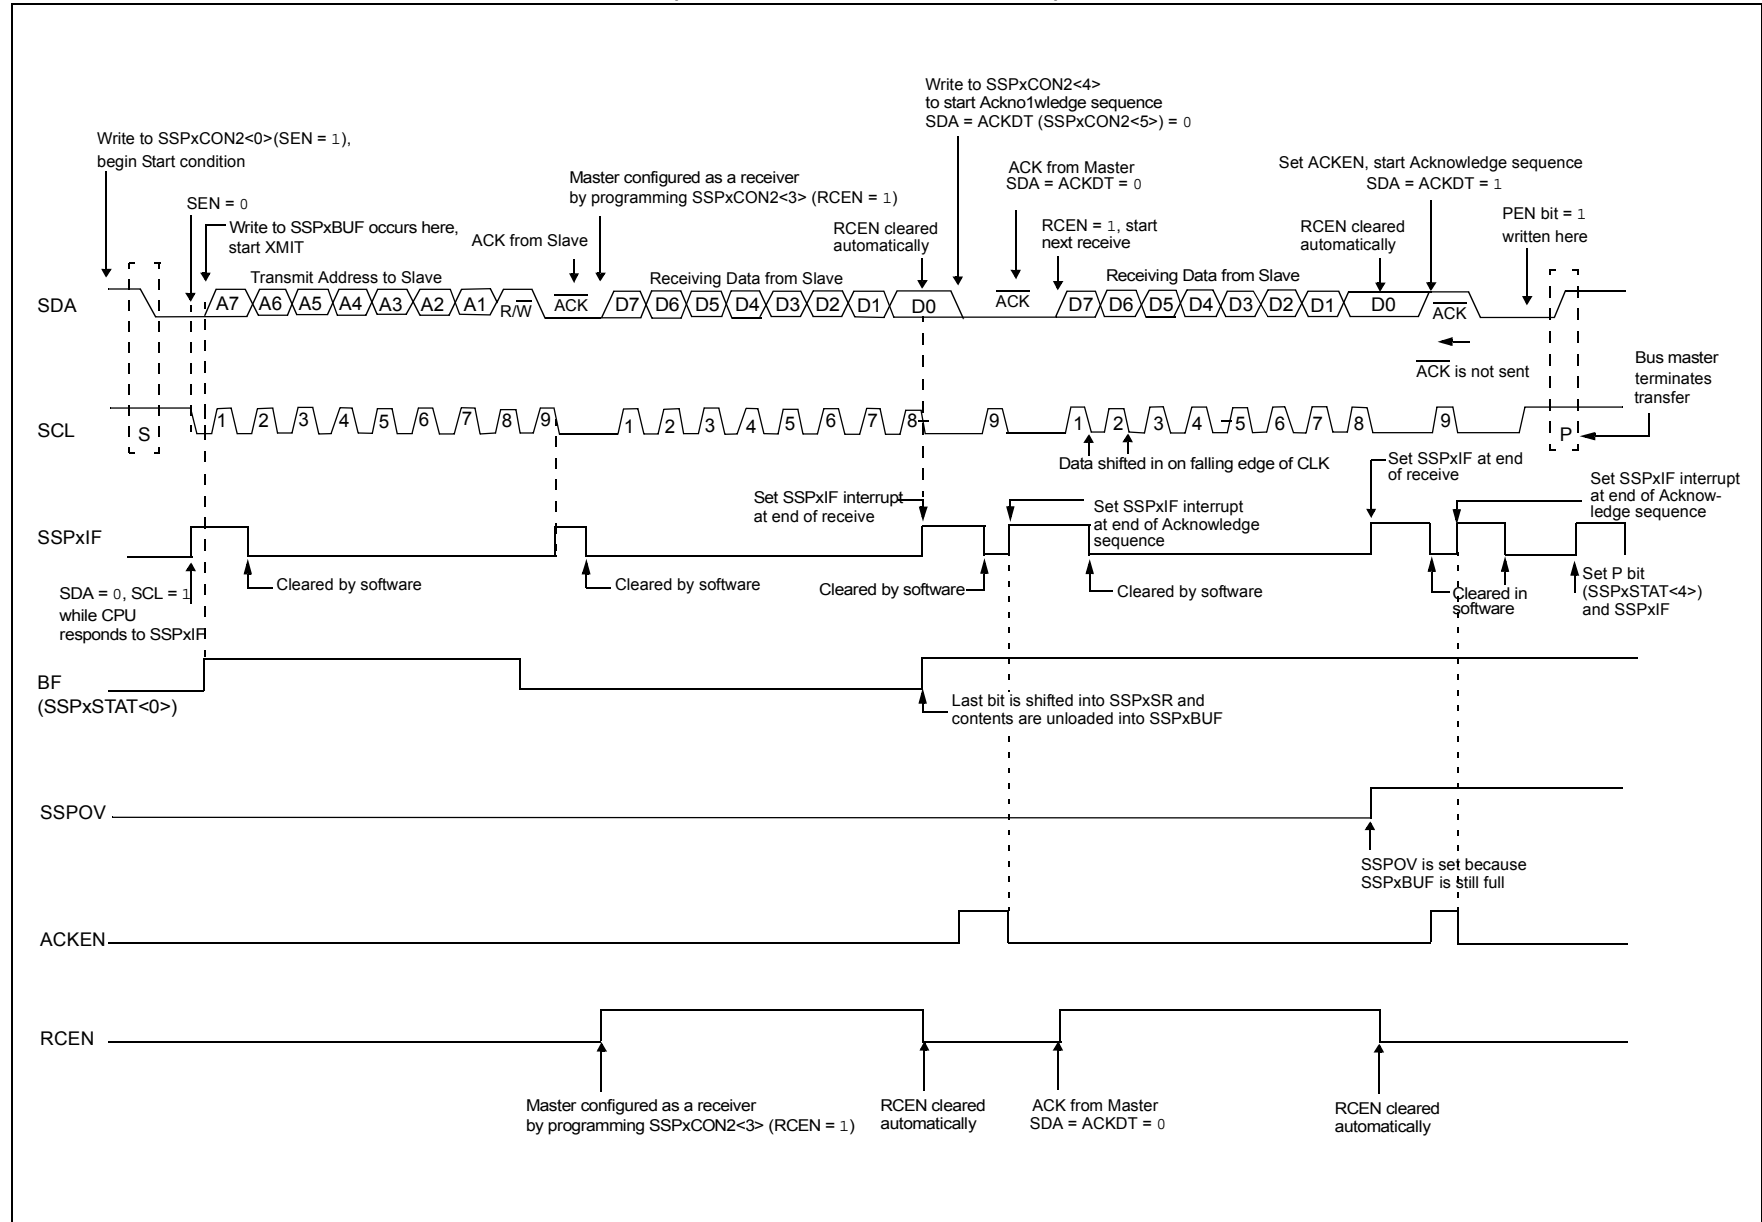 Write to SSPxCON2<4>
to start Ackno1wledge sequence
SDA = ACKDT (SSPxCON2<5>) = 0
Write to SSPxCON2<0>(SEN = 1),
begin Start condition
ACK from Master
SDA = ACKDT = 0
Set ACKEN, start Acknowledge sequence
SDA = ACKDT = 1
Master configured as a receiver
by programming SSPxCON2<3> (RCEN = 1)
SEN = 0
Write to SSPxBUF occurs here,
start XMIT
ACK from Slave
RCEN cleared
automatically
RCEN = 1, start
next receive
RCEN cleared
automatically
PEN bit = 1
written here
Transmit Address to Slave
Receiving Data from Slave
Receiving Data from Slave
SDA
A7 A6 A5 A4 A3 A2 A1 R/W ACK D7 D6 D5 D4 D3 D2 D1 D0 ACK D7 D6 D5 D4 D3 D2 D1 D0 ACK
ACK is not sent
Bus master
terminates
transfer
SCL
S 1 2 3 4 5 6 7 8 9 1 2 3 4 5 6 7 8 9 1 2 3 4 5 6 7 8 9 P
Data shifted in on falling edge of CLK
Set SSPxIF interrupt
at end of receive
Set SSPxIF interrupt
at end of Acknowledge
sequence
Set SSPxIF at end
of receive
Set SSPxIF interrupt
at end of Acknow-
ledge sequence
SSPxIF
SDA = 0, SCL = 1
while CPU
responds to SSPxIF
Cleared by software
Cleared by software
Cleared by software
Cleared by software
Cleared in
software
Set P bit
(SSPxSTAT<4>)
and SSPxIF
BF
(SSPxSTAT<0>)
Last bit is shifted into SSPxSR and
contents are unloaded into SSPxBUF
SSPOV
SSPOV is set because
SSPxBUF is still full
ACKEN
RCEN
Master configured as a receiver
by programming SSPxCON2<3> (RCEN = 1)
RCEN cleared
automatically
ACK from Master
SDA = ACKDT = 0
RCEN cleared
automatically